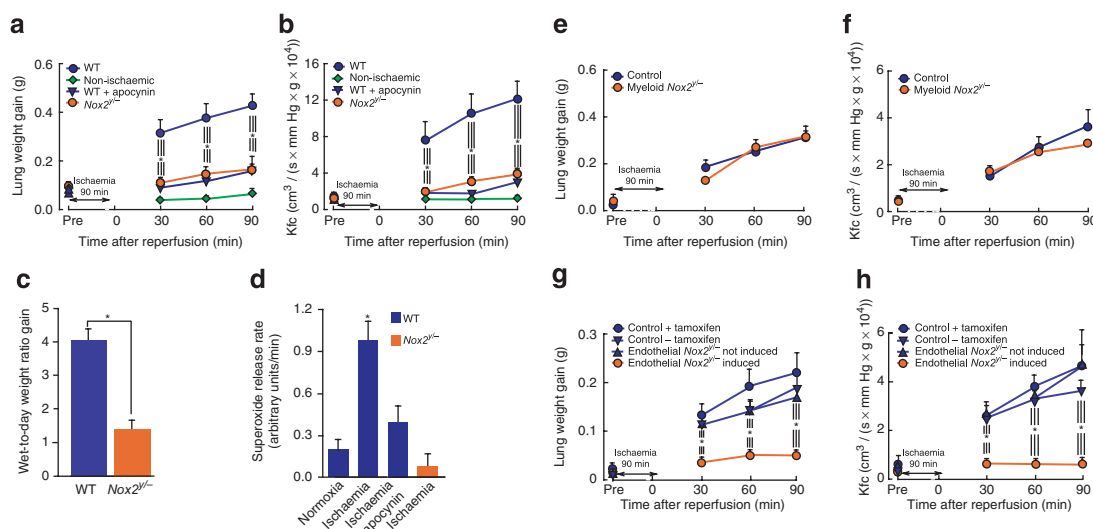 a
Lung weight gain (g)
0.6
0.4
0.2
0.0
WT
Non-ischaemic
WT + apocynin
Nox2y/–
*
*
*
Ischaemia
90 min
Pre
0
30
60
90
Time after reperfusion (min)
b
Kfc (cm3 / (s × mm Hg × g × 104)
16
12
8
4
0
WT
Non-ischaemic
WT + apocynin
Nox2y/–
*
*
*
Ischaemia
90 min
Pre
0
30
60
90
Time after reperfusion (min)
e
Lung weight gain (g)
0.6
0.4
0.2
0.0
Control
Myeloid Nox2y/–
Ischaemia
90 min
Pre
0
30
60
90
Time after reperfusion (min)
f
Kfc (cm3 / (s × mm Hg × g × 104))
6
4
2
0
Control
Myeloid Nox2y/–
Ischaemia
90 min
Pre
0
30
60
90
Time after reperfusion (min)
c
Wet-to-day weight ratio gain
5
4
3
2
1
0
*
WT
Nox2y/–
d
Superoxide release rate
(arbitrary units/min)
1.2
0.9
0.6
0.3
0.0
*
WT
Nox2y/–
Normoxia
Ischaemia
Ischaemia
apocynin
Ischaemia
g
Lung weight gain (g)
0.3
0.2
0.1
0.0
Control + tamoxifen
Control – tamoxifen
Endothelial Nox2y/– not induced
Endothelial Nox2y/– induced
*
*
*
Ischaemia
90 min
Pre
0
30
60
90
Time after reperfusion (min)
h
Kfc (cm3 / (s × mm Hg × g × 104))
6
4
2
0
Control + tamoxifen
Control – tamoxifen
Endothelial Nox2y/– not induced
Endothelial Nox2y/– induced
*
*
*
Ischaemia
90 min
Pre
0
30
60
90
Time after reperfusion (min)